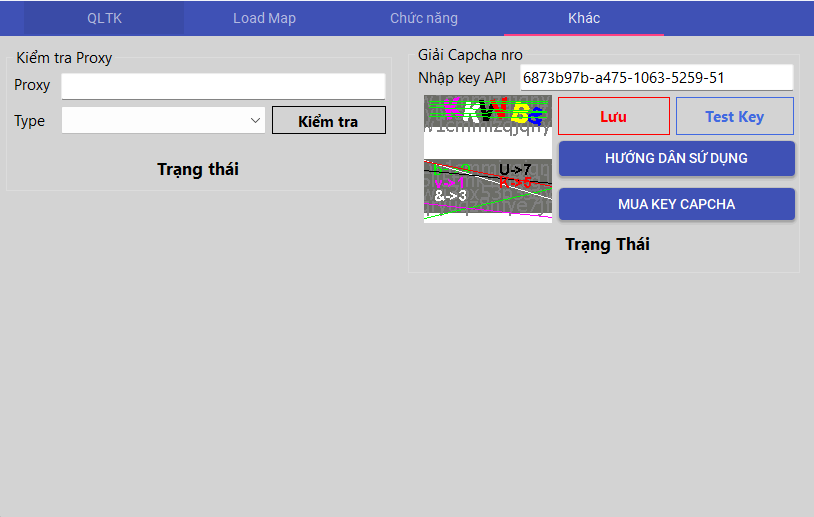 QLTK Load Map Chức năng Khác
Kiểm tra Proxy
Proxy
Type Kiểm tra
Trạng thái
Giải Capcha nro
Nhập key API 6873b97b-a475-1063-5259-51
Lưu Test Key
HƯỚNG DẪN SỬ DỤNG
U->7
&->3
MUA KEY CAPCHA
Trạng Thái